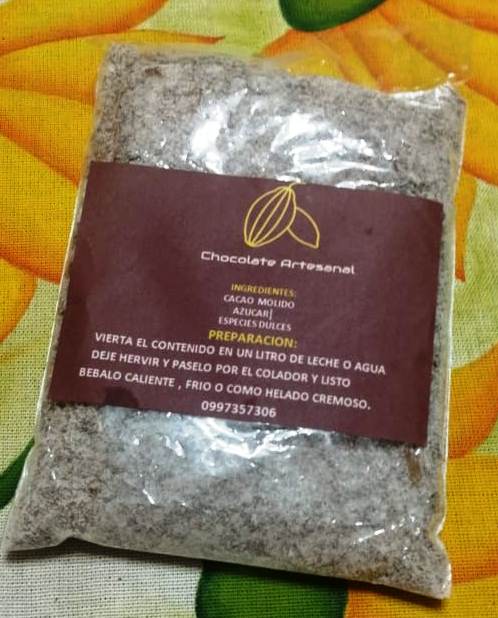 Chocolate Artesanal
INGREDIENTES:
CACAO MOLIDO
AZUCAR|
ESPECIES DULCES
PREPARACION:
VIERTA EL CONTENIDO EN UN LITRO DE LECHE O AGUA
DEJE HERVIR Y PASELO POR EL COLADOR Y LISTO
BEBALO CALIENTE , FRIO O COMO HELADO CREMOSO.
0997357306